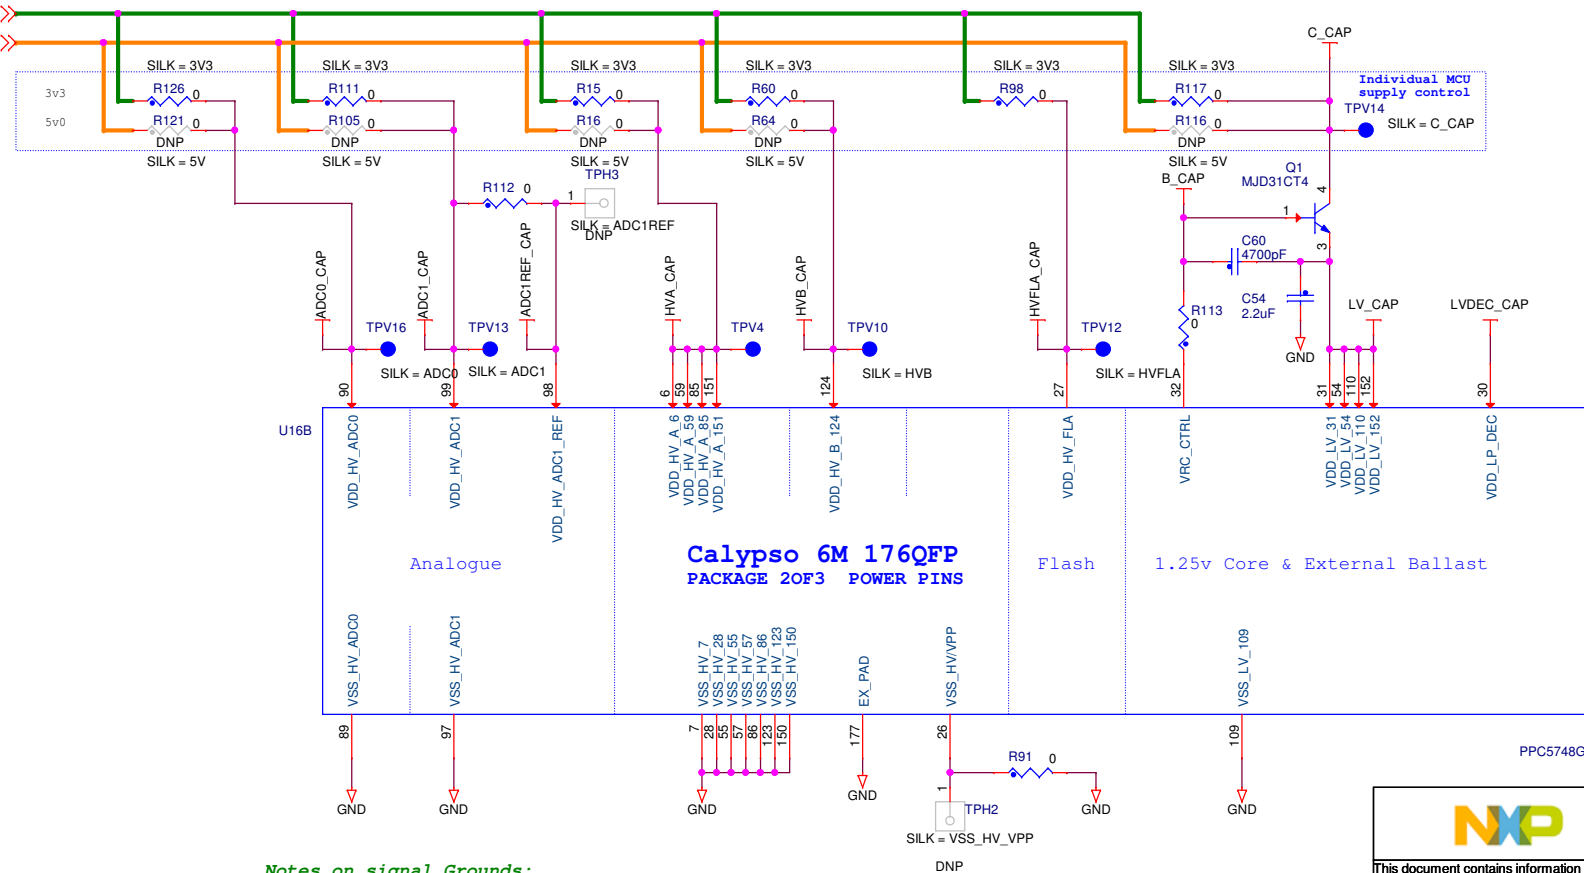 C_CAP
SILK = 3V3 SILK = 3V3 SILK = 3V3 SILK = 3V3 SILK = 3V3 SILK = 3V3
Individual MCU
supply control
3v3 R126 0 R111 0 R15 0 R60 0 R98 0 R117 0
TPV14
5v0 R121 0 R105 0 R16 0 R64 0 R116 0 SILK = C_CAP
DNP DNP DNP DNP
SILK = 5V SILK = 5V SILK = 5V SILK = 5V SILK = 5V
TPH3 B_CAP Q1
MJD31CT4
R112 0 1 4
SILK = ADC1REF 1
DNP 3
C60
4700pF
ADC0_CAP ADC1_CAP ADC1REF_CAP HVA_CAP HVB_CAP HVFLA_CAP
C54
2.2uF
R113
0
LV_CAP LVDEC_CAP
TPV16 TPV13 TPV4 TPV10 TPV12
GND
SILK = ADC0 SILK = ADC1 SILK = HVB SILK = HVFLA
90 99 98 6 59 85 151 124 27 32 31 54 110 152 30
U16B
VDD_HV_ADC0 VDD_HV_ADC1 VDD_HV_ADC1_REF VDD_HV_A_6 VDD_HV_A_59 VDD_HV_A_85 VDD_HV_A_151 VDD_HV_B_124 VDD_HV_FLA VRC_CTRL VDD_LV_31 VDD_LV_54 VDD_LV_110 VDD_LV_152 VDD_LP_DEC
Calypso 6M 176QFP
Analogue Flash 1.25v Core & External Ballast
PACKAGE 2OF3 POWER PINS
VSS_HV_ADC0 VSS_HV_ADC1 VSS_HV_7 VSS_HV_28 VSS_HV_55 VSS_HV_57 VSS_HV_86 VSS_HV_123 VSS_HV_150 EX_PAD VSS_HV/VPP VSS_LV_109
89 97 7 28 55 57 86 123 150 177 26 109
PPC5748G
R91 0
1
GND GND GND GND GND GND
TPH2
SILK = VSS_HV_VPP
DNP
NXP
Notes on signal Grounds:
This document contains information